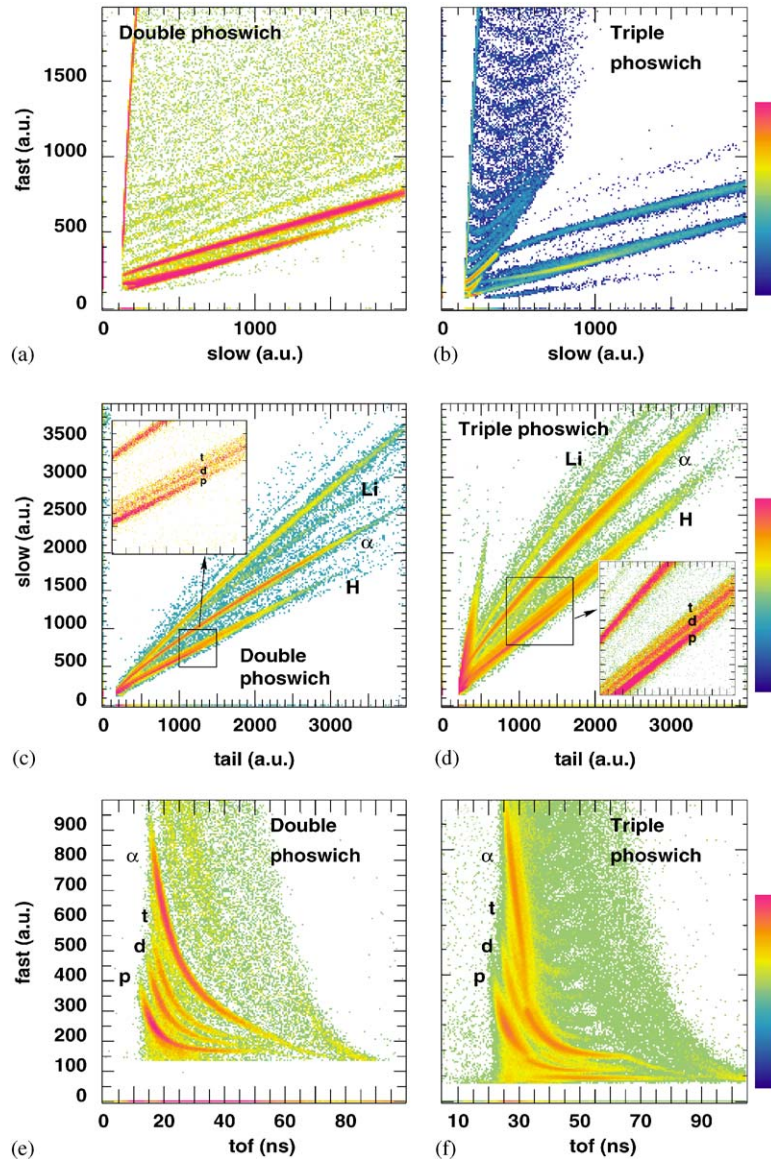 Double phoswich
Triple
phoswich
fast (a.u.)
1500
1000
500
0
0
1000
0
1000
(a)
slow (a.u.)
(b)
slow (a.u.)
slow (a.u.)
3500
3000
2500
2000
1500
1000
500
0
t
d
p
Li
α
H
Double
phoswich
Triple phoswich
Li
α
H
t
d
p
0
1000
2000
3000
0
1000
2000
3000
(c)
tail (a.u.)
(d)
tail (a.u.)
fast (a.u.)
900
800
700
600
500
400
300
200
100
0
Double
phoswich
α
t
d
p
Triple
phoswich
α
t
d
p
0
20
40
60
80
10
30
50
70
90
(e)
tof (ns)
(f)
tof (ns)